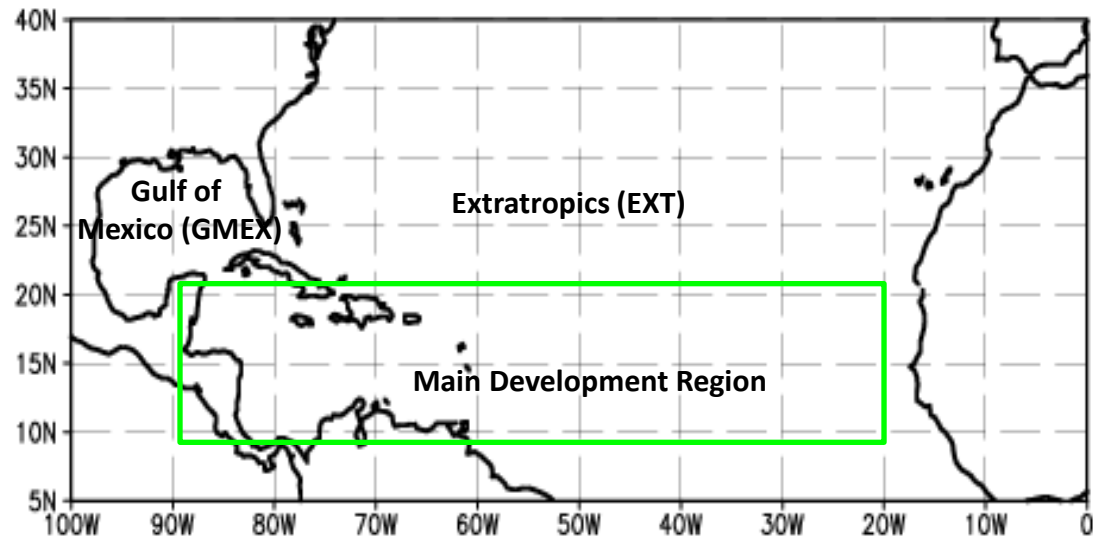 40N
35N
30N
Gulf of
Mexico (GMEX)
Extratropics (EXT)
25N
20N
15N
Main Development Region
10N
5N
100W 90W 80W 70W 60W 50W 40W 30W 20W 10W 0